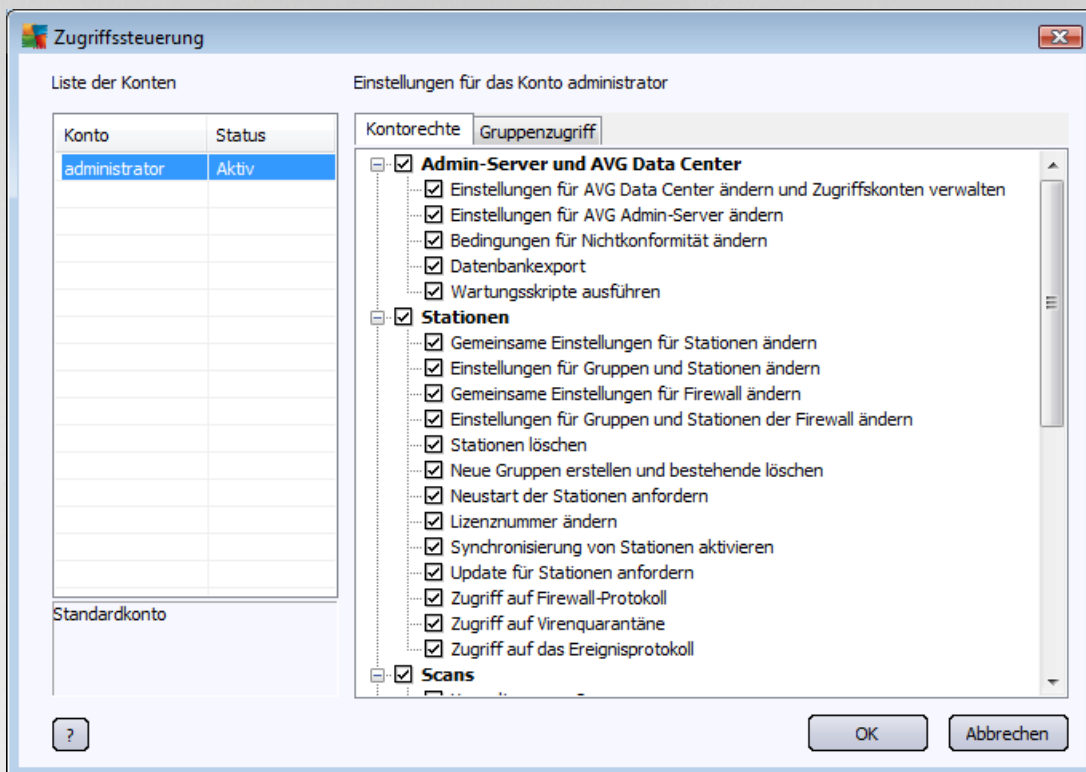 Zugriffssteuerung
Liste der Konten
Einstellungen für das Konto administrator
Konto Status
administrator Aktiv
Standardkonto
Kontorechte Gruppenzugriff
Admin-Server und AVG Data Center
Einstellungen für AVG Data Center ändern und Zugriffskonten verwalten
Einstellungen für AVG Admin-Server ändern
Bedingungen für Nichtkonformität ändern
Datenbankexport
Wartungsskripte ausführen
Stationen
Gemeinsame Einstellungen für Stationen ändern
Einstellungen für Gruppen und Stationen ändern
Gemeinsame Einstellungen für Firewall ändern
Einstellungen für Gruppen und Stationen der Firewall ändern
Stationen löschen
Neue Gruppen erstellen und bestehende löschen
Neustart der Stationen anfordern
Lizenznummer ändern
Synchronisierung von Stationen aktivieren
Update für Stationen anfordern
Zugriff auf Firewall-Protokoll
Zugriff auf Virenquarantäne
Zugriff auf das Ereignisprotokoll
Scans
?
OK
Abbrechen